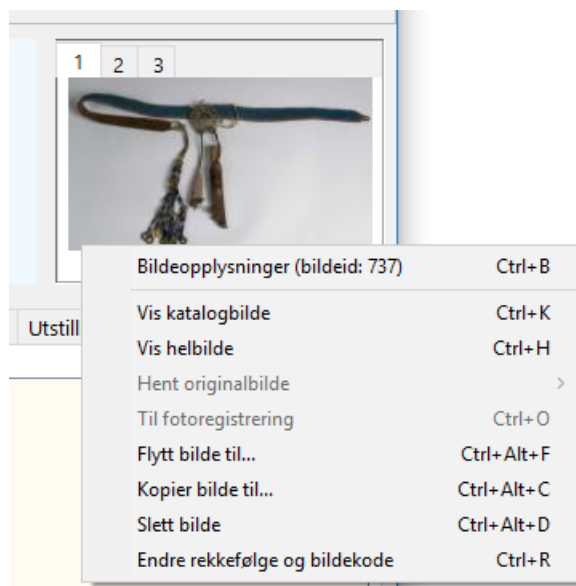 1 2 3
Bildeopplysninger (bildeid: 737) Ctrl+B
Vis katalogbilde Ctrl+K
Utstill
Vis helbilde Ctrl+H
Hent originalbilde >
Til fotoregistrering Ctrl+O
Flytt bilde til... Ctrl+Alt+F
Kopier bilde til... Ctrl+Alt+C
Slett bilde Ctrl+Alt+D
Endre rekkefølge og bildekode Ctrl+R